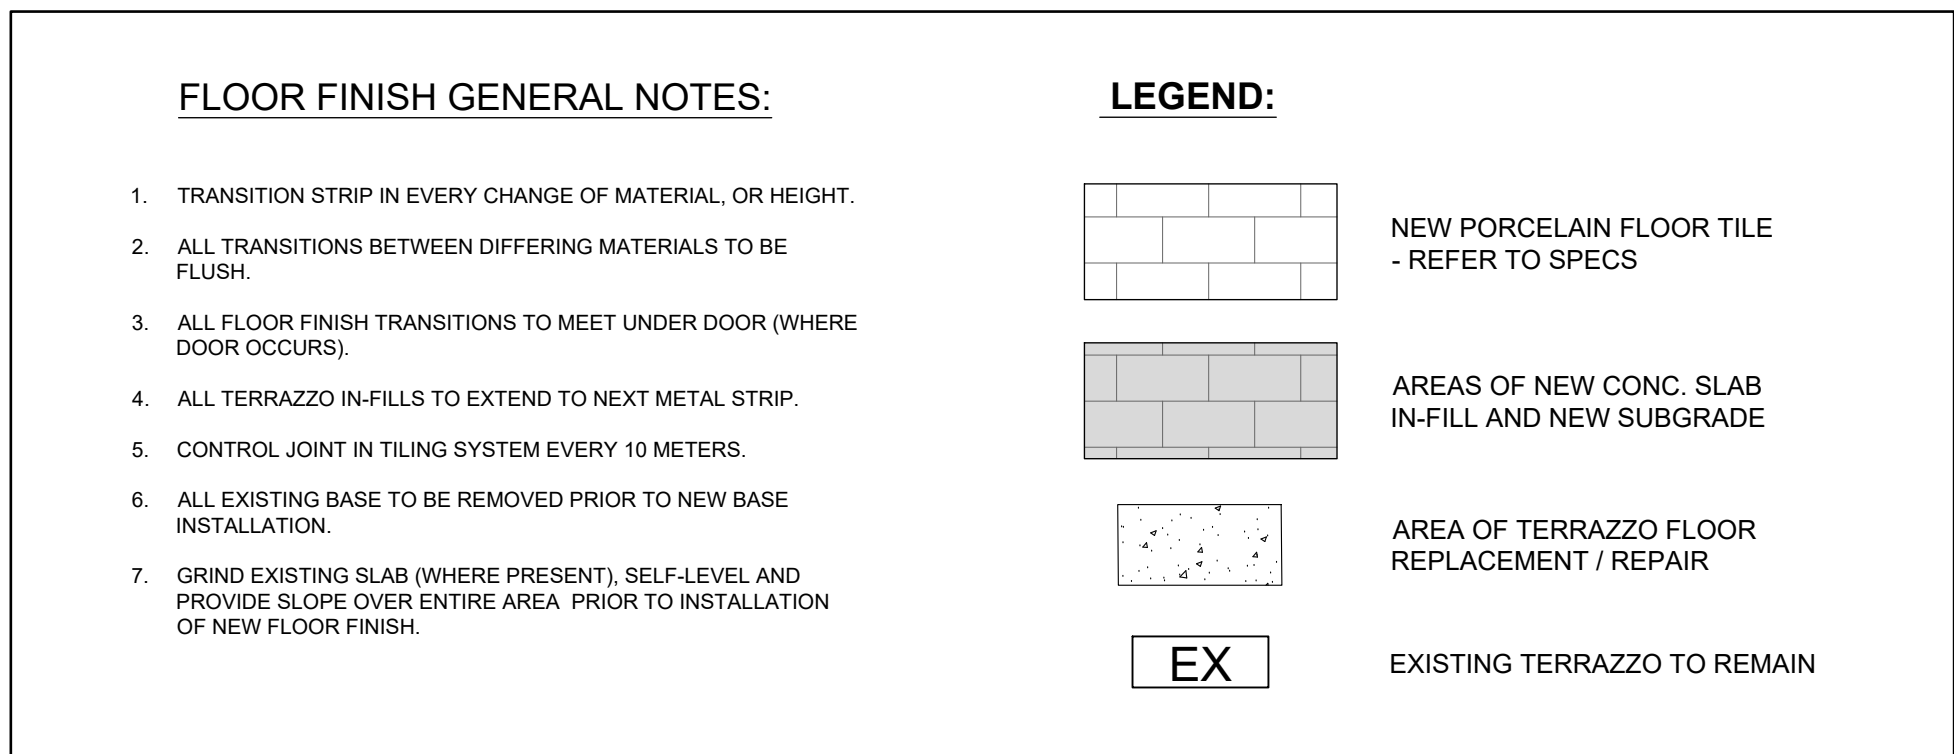 FLOOR FINISH GENERAL NOTES:
1. TRANSITION STRIP IN EVERY CHANGE OF MATERIAL, OR HEIGHT.
2. ALL TRANSITIONS BETWEEN DIFFERING MATERIALS TO BE
FLUSH.
3. ALL FLOOR FINISH TRANSITIONS TO MEET UNDER DOOR (WHERE
DOOR OCCURS).
4. ALL TERRAZZO IN-FILLS TO EXTEND TO NEXT METAL STRIP.
5. CONTROL JOINT IN TILING SYSTEM EVERY 10 METERS.
6. ALL EXISTING BASE TO BE REMOVED PRIOR TO NEW BASE
INSTALLATION.
7. GRIND EXISTING SLAB (WHERE PRESENT), SELF-LEVEL AND
PROVIDE SLOPE OVER ENTIRE AREA PRIOR TO INSTALLATION
OF NEW FLOOR FINISH.
LEGEND:
NEW PORCELAIN FLOOR TILE
- REFER TO SPECS
AREAS OF NEW CONC. SLAB
IN-FILL AND NEW SUBGRADE
AREA OF TERRAZZO FLOOR
REPLACEMENT / REPAIR
EX
EXISTING TERRAZZO TO REMAIN